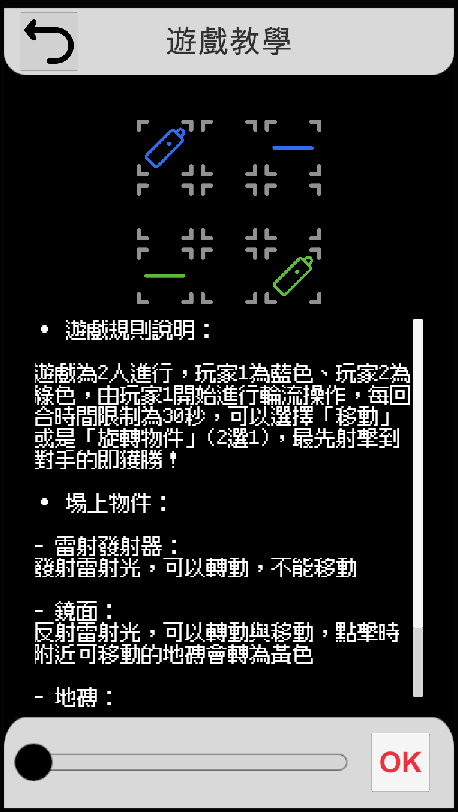 遊戲教學
• 遊戲規則說明：
遊戲為2人進行，玩家1為藍色、玩家2為
綠色，由玩家1開始進行輪流操作，每回
合時間限制為30秒，可以選擇「移動」
或是「旋转物件」(2選1)，最先射擊到
對手的即獲勝！
• 場上物件：
- 雷射發射器：
發射雷射光，可以轉動，不能移動
- 鏡面：
反射雷射光，可以轉動與移動，點擊時
附近可移動的地磚會轉為黃色
- 地磚：
OK